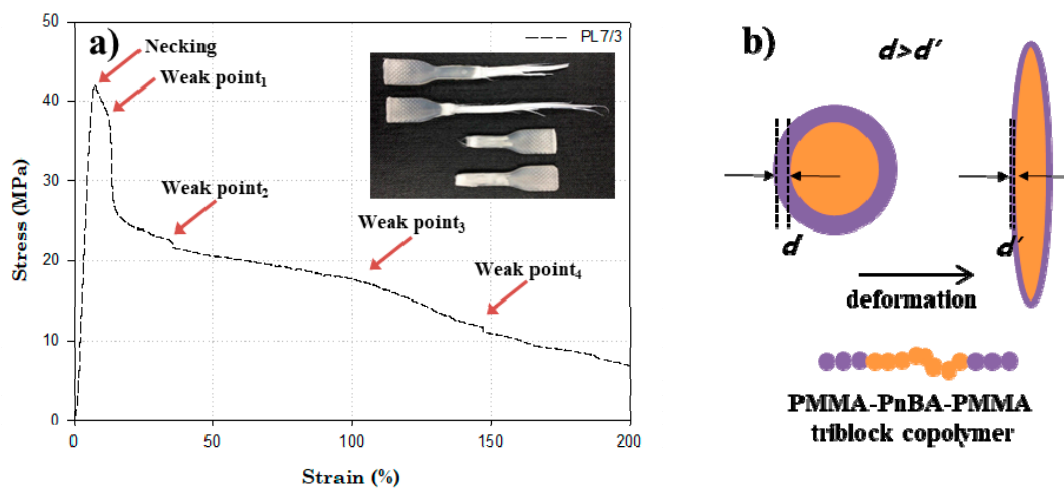 a)
PL 7/3
Necking
Weak point₁
Weak point₂
Weak point₃
Weak point₄
50
40
30
20
10
0
Stress (MPa)
0
50
100
150
200
Strain (%)
b)
d>d'
d
d'
deformation
PMMA-PnBA-PMMA
triblock copolymer